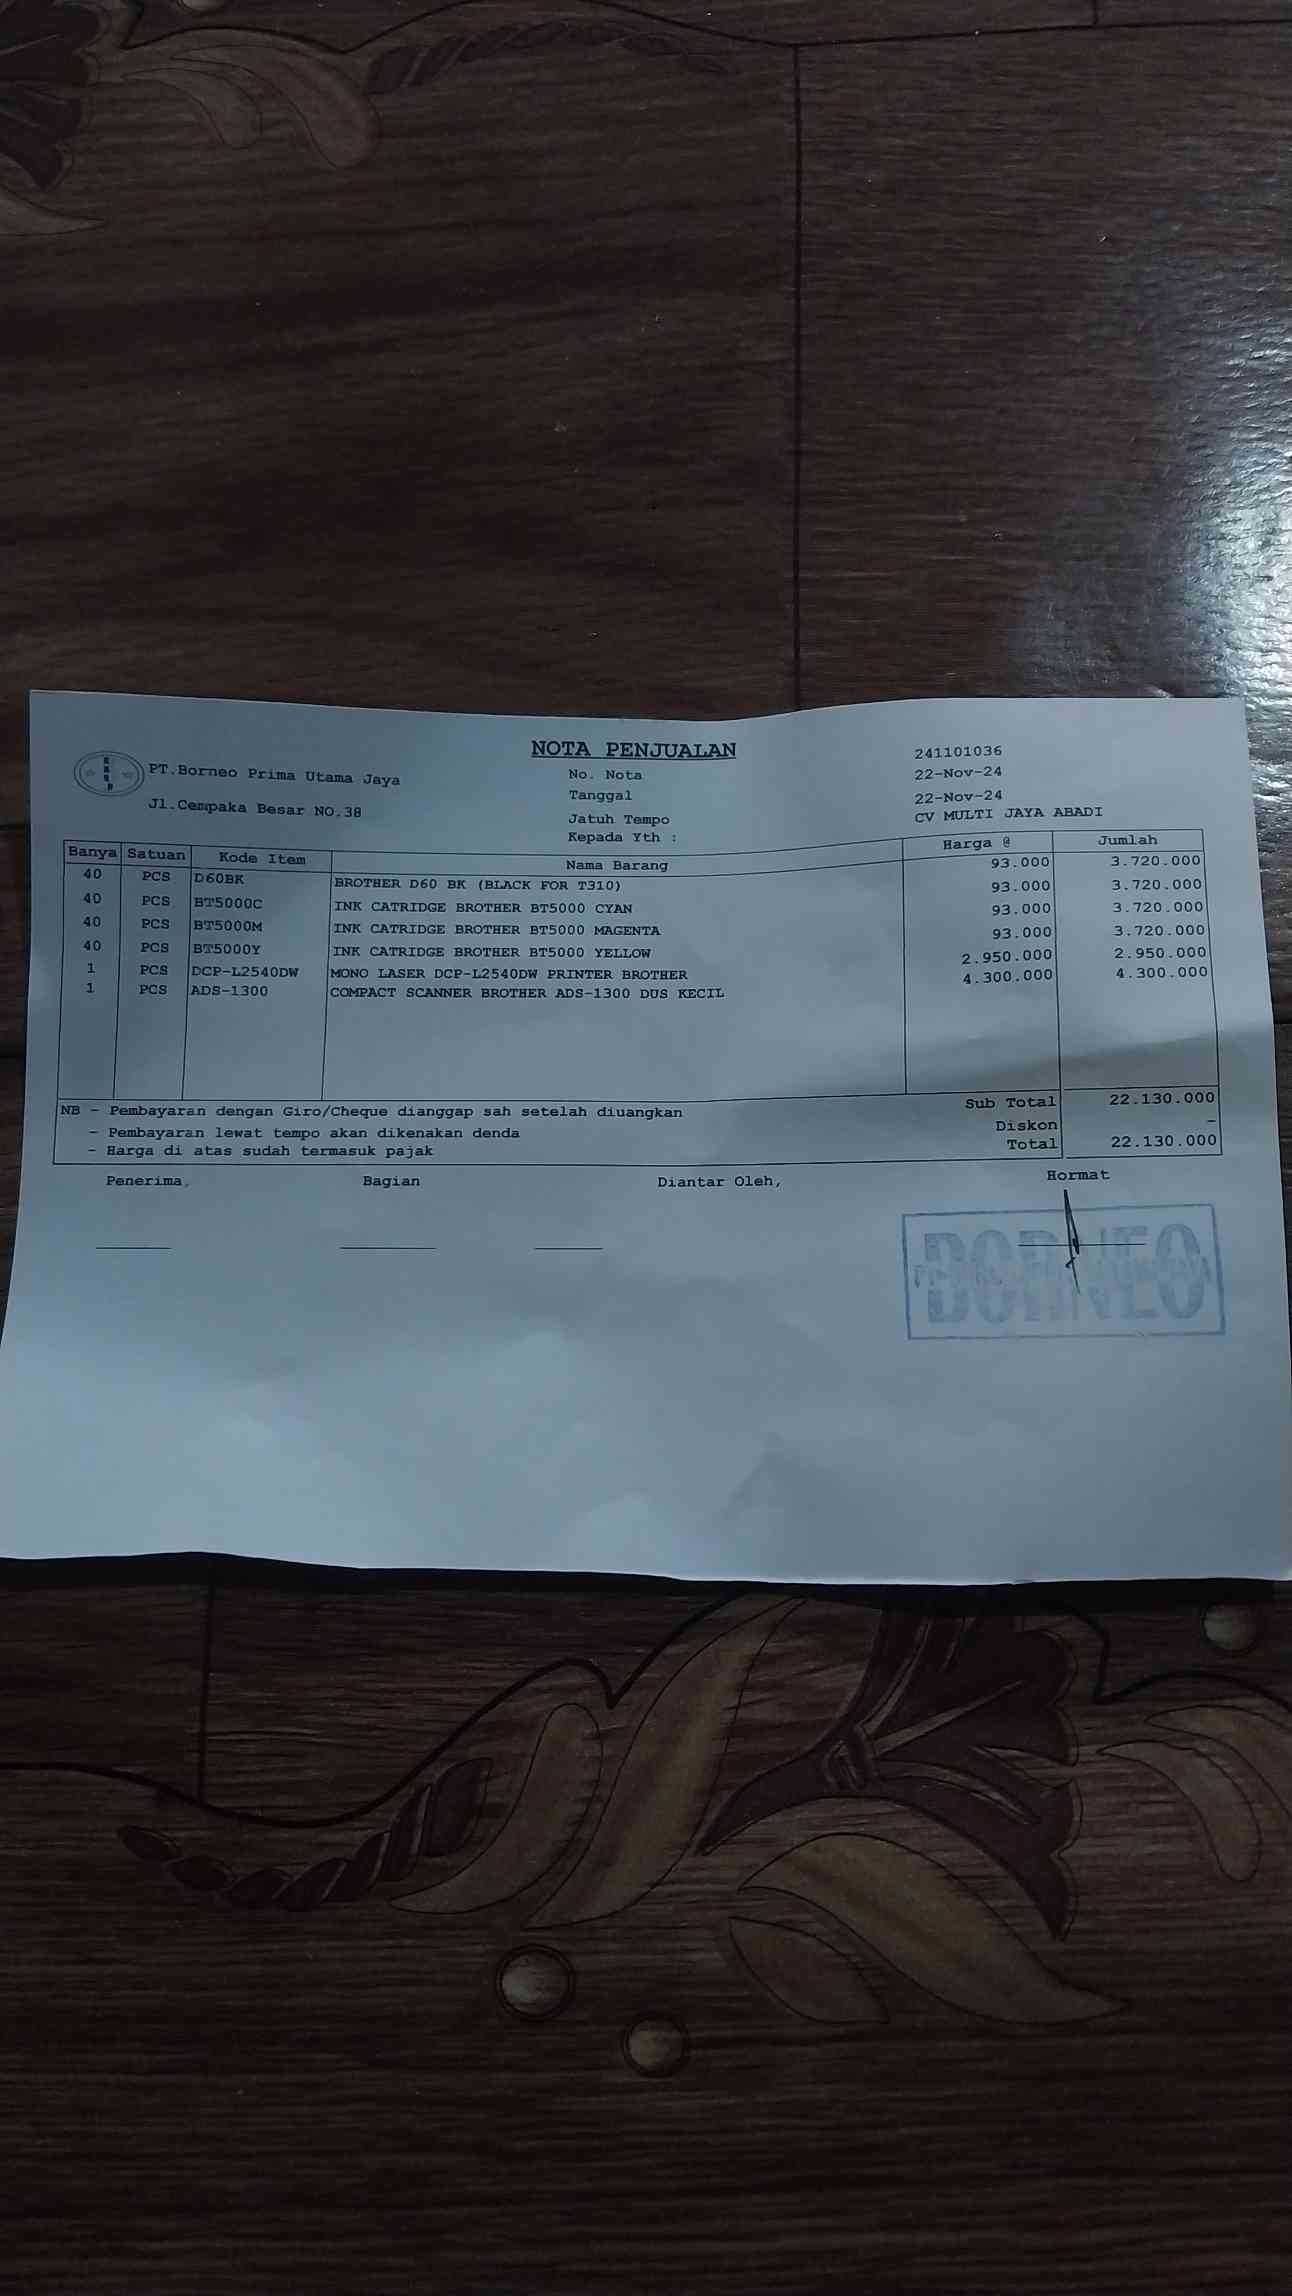 NOTA PENJUALAN
PT.Borneo Prima Utama Jaya
Jl.Cempaka Besar NO.38
No. Nota 241101036
Tanggal 22-Nov-24
Jatuh Tempo 22-Nov-24
Kepada Yth : CV MULTI JAYA ABADI
Banya Satuan Kode Item Nama Barang Harga @ Jumlah
40 PCS D60BK BROTHER D60 BK (BLACK FOR T310) 93.000 3.720.000
40 PCS BT5000C INK CATRIDGE BROTHER BT5000 CYAN 93.000 3.720.000
40 PCS BT5000M INK CATRIDGE BROTHER BT5000 MAGENTA 93.000 3.720.000
40 PCS BT5000Y INK CATRIDGE BROTHER BT5000 YELLOW 93.000 3.720.000
1 PCS DCP-L2540DW MONO LASER DCP-L2540DW PRINTER BROTHER 2.950.000 2.950.000
1 PCS ADS-1300 COMPACT SCANNER BROTHER ADS-1300 DUS KECIL 4.300.000 4.300.000
NB - Pembayaran dengan Giro/Cheque dianggap sah setelah diuangkan Sub Total 22.130.000
- Pembayaran lewat tempo akan dikenakan denda Diskon -
- Harga di atas sudah termasuk pajak Total 22.130.000
Penerima, Bagian Diantar Oleh, Hormat
BORNEO